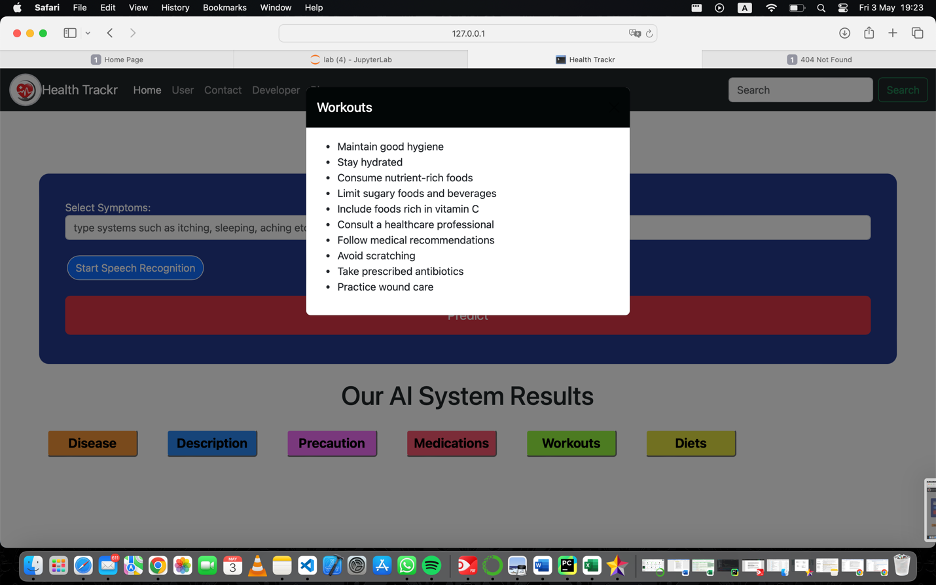 Safari File Edit View History Bookmarks Window Help A Fri 3 May 19:23
127.0.0.1
1 Home Page
lab (4) - JupyterLab
Health Trackr
1 404 Not Found
Health Trackr Home User Contact Developer
Search Search
Workouts
Maintain good hygiene
Stay hydrated
Consume nutrient-rich foods
Limit sugary foods and beverages
Include foods rich in vitamin C
Consult a healthcare professional
Follow medical recommendations
Avoid scratching
Take prescribed antibiotics
Practice wound care
Select Symptoms:
type systems such as itching, sleeping, aching etc
Start Speech Recognition
Predict
Our AI System Results
Disease Description Precaution Medications Workouts Diets